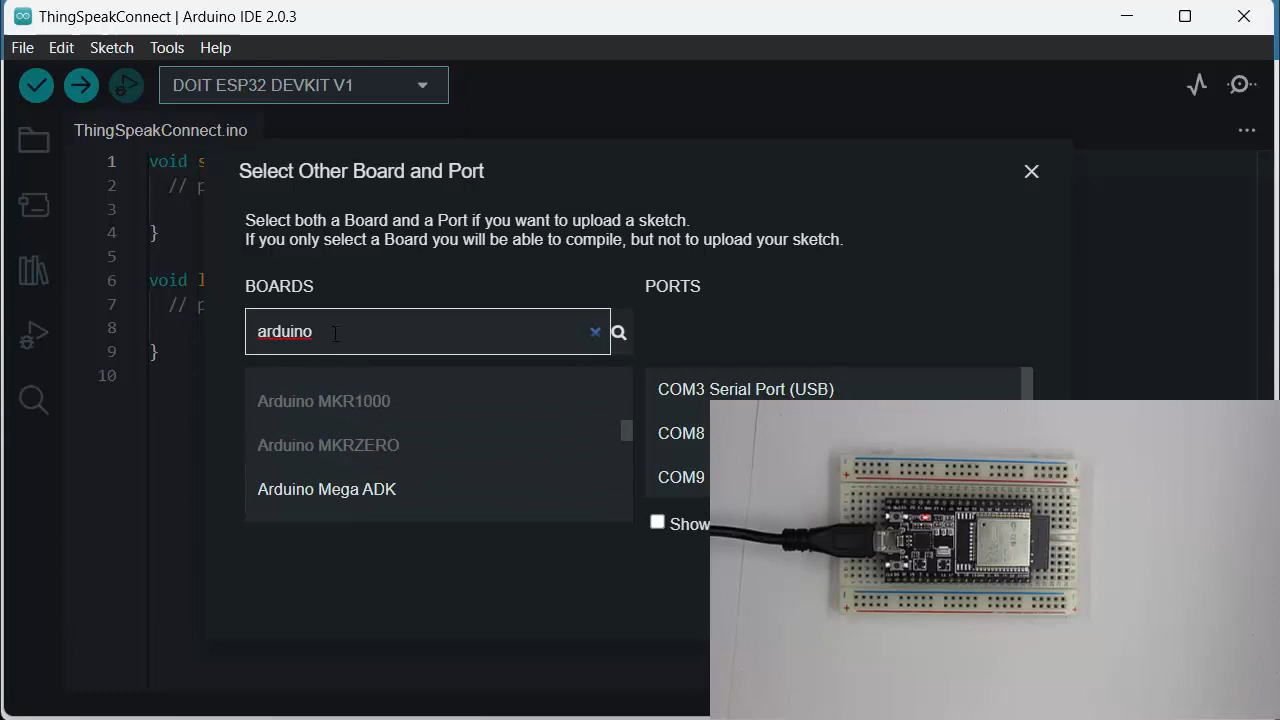 ThingSpeakConnect | Arduino IDE 2.0.3
File Edit Sketch Tools Help
DOIT ESP32 DEVKIT V1
ThingSpeakConnect.ino
Select Other Board and Port
1 void s
2 // p
3
4 }
5
6 void l
7 // p
8
9 }
10
Select both a Board and a Port if you want to upload a sketch.
If you only select a Board you will be able to compile, but not to upload your sketch.
BOARDS
PORTS
arduino
Arduino MKR1000
Arduino MKRZERO
Arduino Mega ADK
COM3 Serial Port (USB)
COM8
COM9
Show